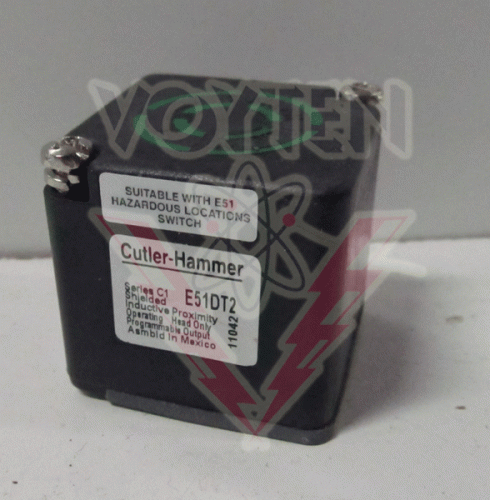 VOYTEN
SUITABLE WITH E51
HAZARDOUS LOCATIONS
SWITCH
Cutler-Hammer
Series C1 E51DT2
Shielded
Inductive Proximity
Operating Head Only
Programmable Output
Asmbld in Mexico
11042